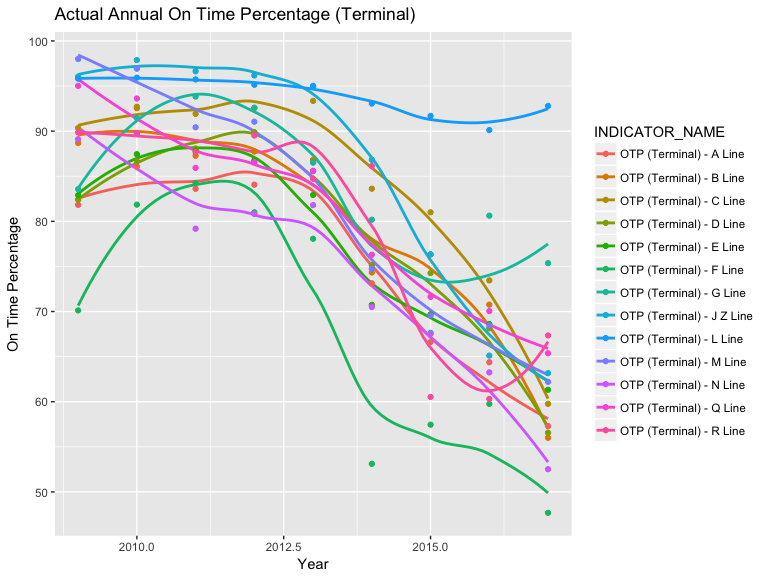 Actual Annual On Time Percentage (Terminal)
On Time Percentage
100
90
80
70
60
50
2010.0
2012.5
2015.0
Year
INDICATOR_NAME
OTP (Terminal) - A Line
OTP (Terminal) - B Line
OTP (Terminal) - C Line
OTP (Terminal) - D Line
OTP (Terminal) - E Line
OTP (Terminal) - F Line
OTP (Terminal) - G Line
OTP (Terminal) - J Z Line
OTP (Terminal) - L Line
OTP (Terminal) - M Line
OTP (Terminal) - N Line
OTP (Terminal) - Q Line
OTP (Terminal) - R Line